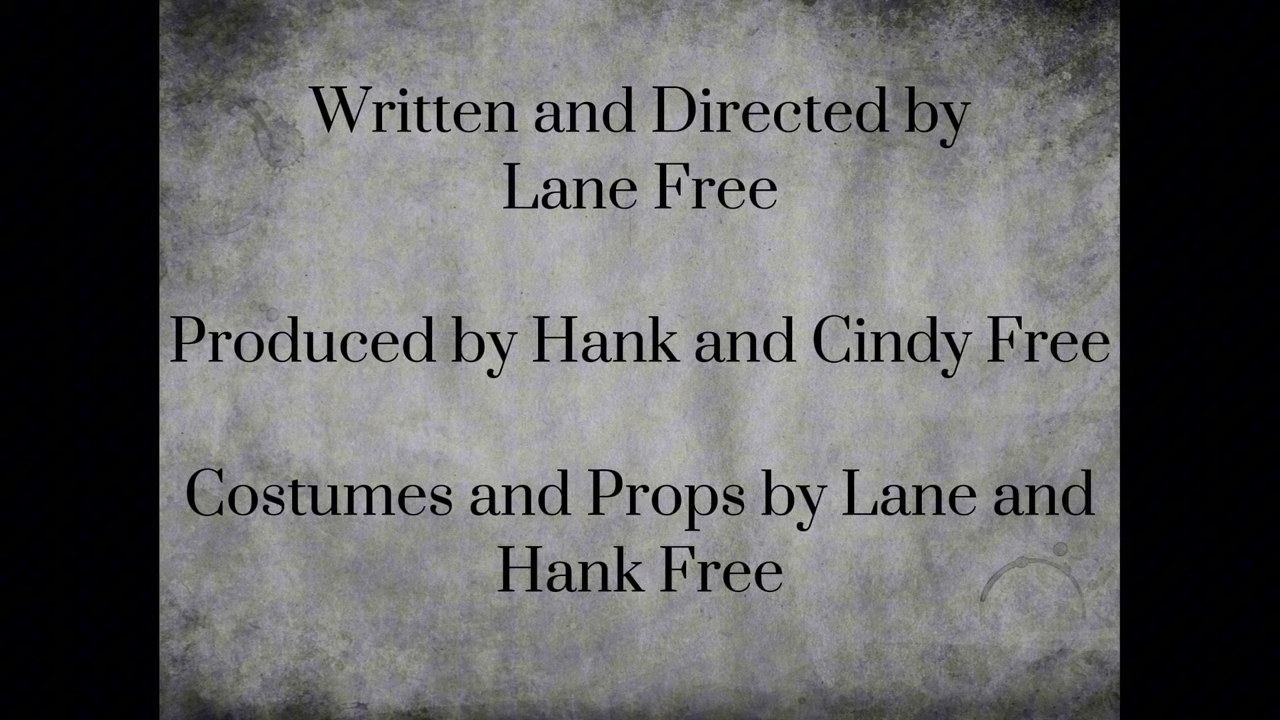 Written and Directed by
Lane Free
Produced by Hank and Cindy Free
Costumes and Props by Lane and
Hank Free